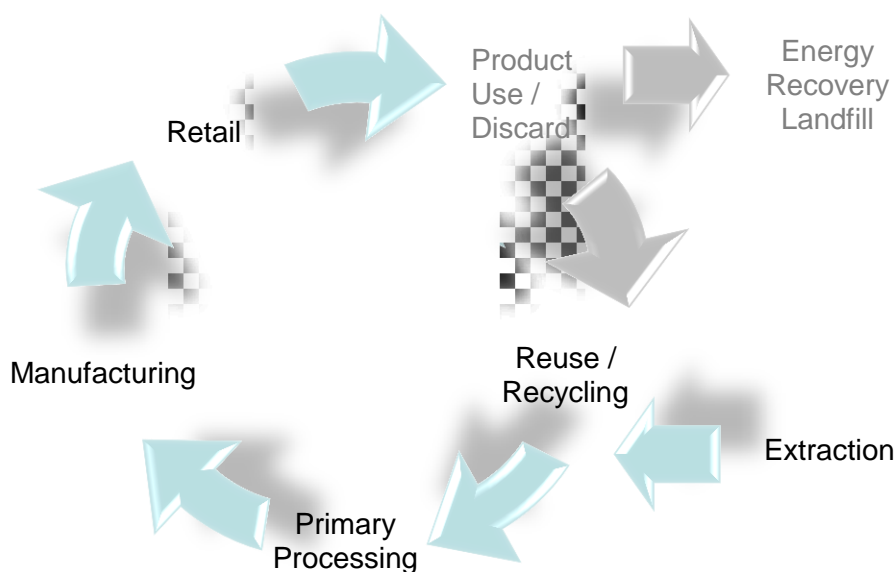 Product
Use /
Discard
Energy
Recovery
Landfill
Retail
Manufacturing
Reuse /
Recycling
Extraction
Primary
Processing